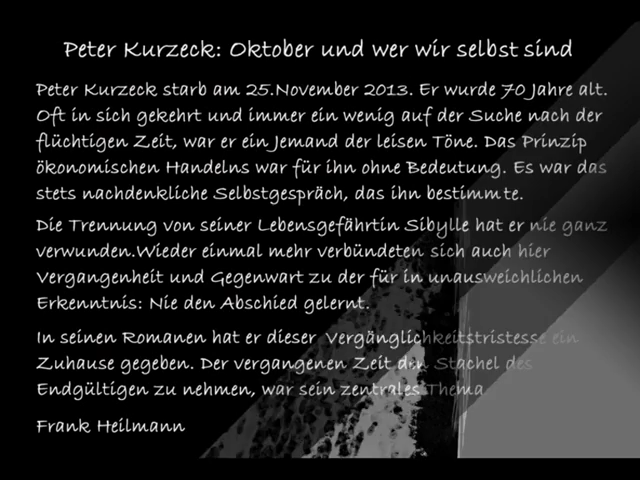 Peter Kurzeck: Oktober und wer wir selbst sind
Peter Kurzeck starb am 25.November 2013. Er wurde 70 Jahre alt.
Oft in sich gekehrt und immer ein wenig auf der Suche nach der
flüchtigen Zeit, war er ein Jemand der leisen Töne. Das Prinzip
ökonomischen Handelns war für ihn ohne Bedeutung. Es war das
stets nachdenkliche Selbstgespräch, das ihn bestimmte.
Die Trennung von seiner Lebensgefährtin Sibylle hat er nie ganz
verwunden.Wieder einmal mehr verbündeten sich auch hier
Vergangenheit und Gegenwart zu der für in unausweichlichen
Erkenntnis: Nie den Abschied gelernt.
In seinen Romanen hat er dieser Vergänglichkeitstristesse ein
Zuhause gegeben. Der vergangenen Zeit den Stachel des
Endgültigen zu nehmen, war sein zentrales Thema
Frank Heilmann